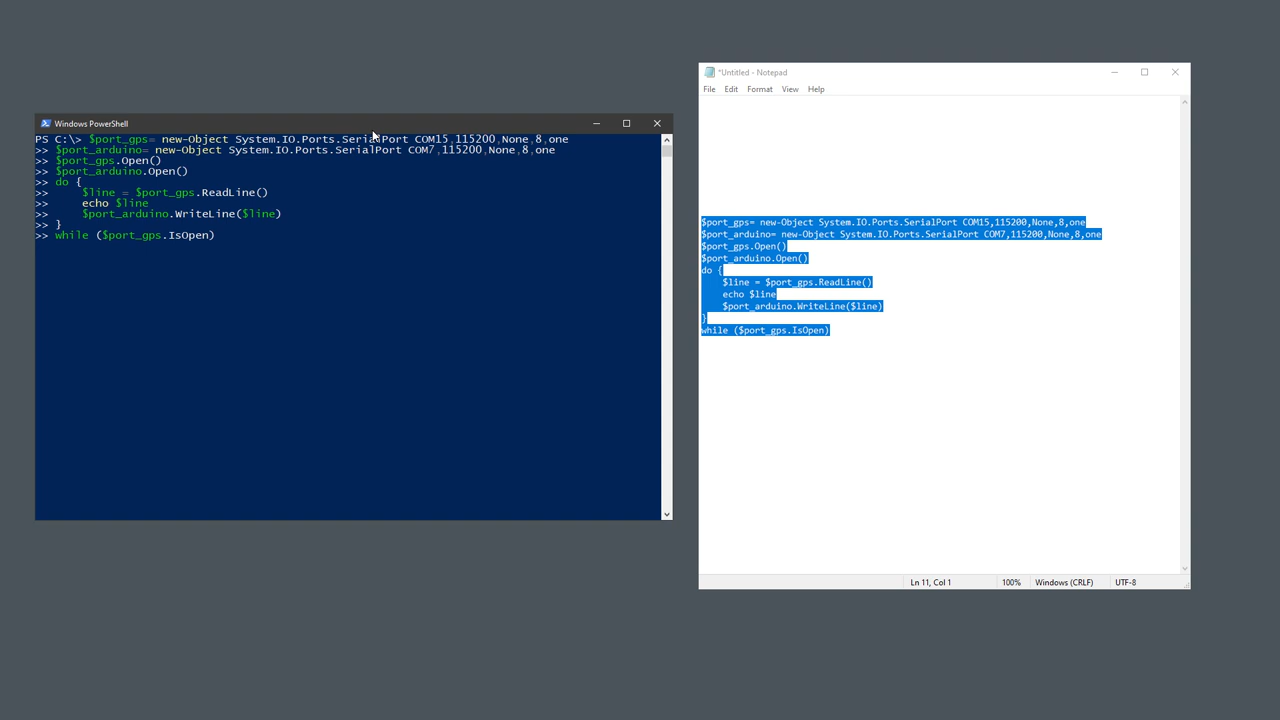 Windows PowerShell
PS C:\> $port_gps= new-Object System.IO.Ports.SerialPort COM15,115200,None,8,one
>> $port_arduino= new-Object System.IO.Ports.SerialPort COM7,115200,None,8,one
>> $port_gps.Open()
>> $port_arduino.Open()
>> do {
>>     $line = $port_gps.ReadLine()
>>     echo $line
>>     $port_arduino.WriteLine($line)
>> }
>> while ($port_gps.IsOpen)
*Untitled - Notepad
File Edit Format View Help
$port_gps= new-Object System.IO.Ports.SerialPort COM15,115200,None,8,one
$port_arduino= new-Object System.IO.Ports.SerialPort COM7,115200,None,8,one
$port_gps.Open()
$port_arduino.Open()
do {
    $line = $port_gps.ReadLine()
    echo $line
    $port_arduino.WriteLine($line)
}
while ($port_gps.IsOpen)
Ln 11, Col 1 100% Windows (CRLF) UTF-8